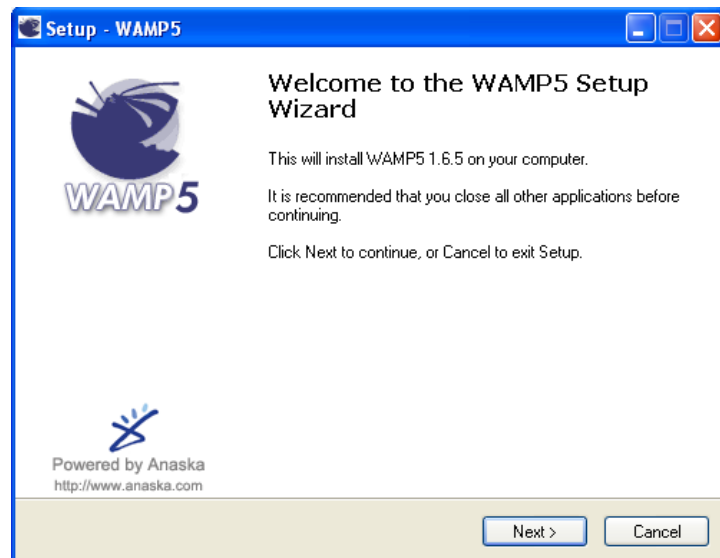 Setup - WAMP5
WAMP5
Welcome to the WAMP5 Setup
Wizard
This will install WAMP5 1.6.5 on your computer.
It is recommended that you close all other applications before
continuing.
Click Next to continue, or Cancel to exit Setup.
Powered by Anaska
http://www.anaska.com
Next >
Cancel